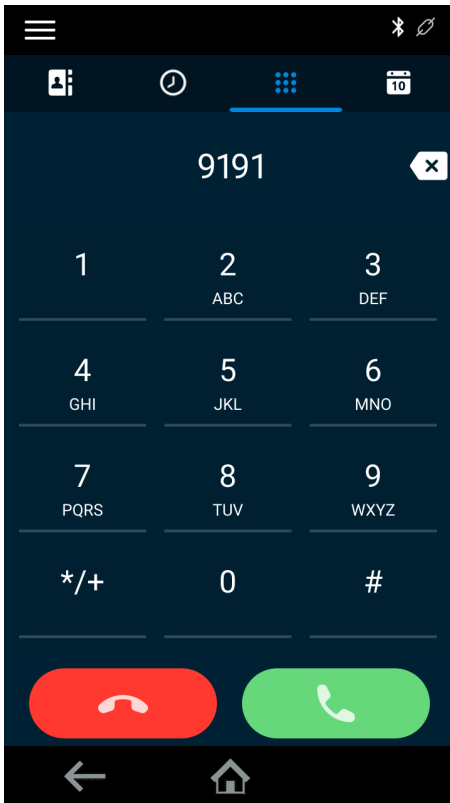 10
9191
1 2 3
ABC DEF
4 5 6
GHI JKL MNO
7 8 9
PQRS TUV WXYZ
*/+ 0 #